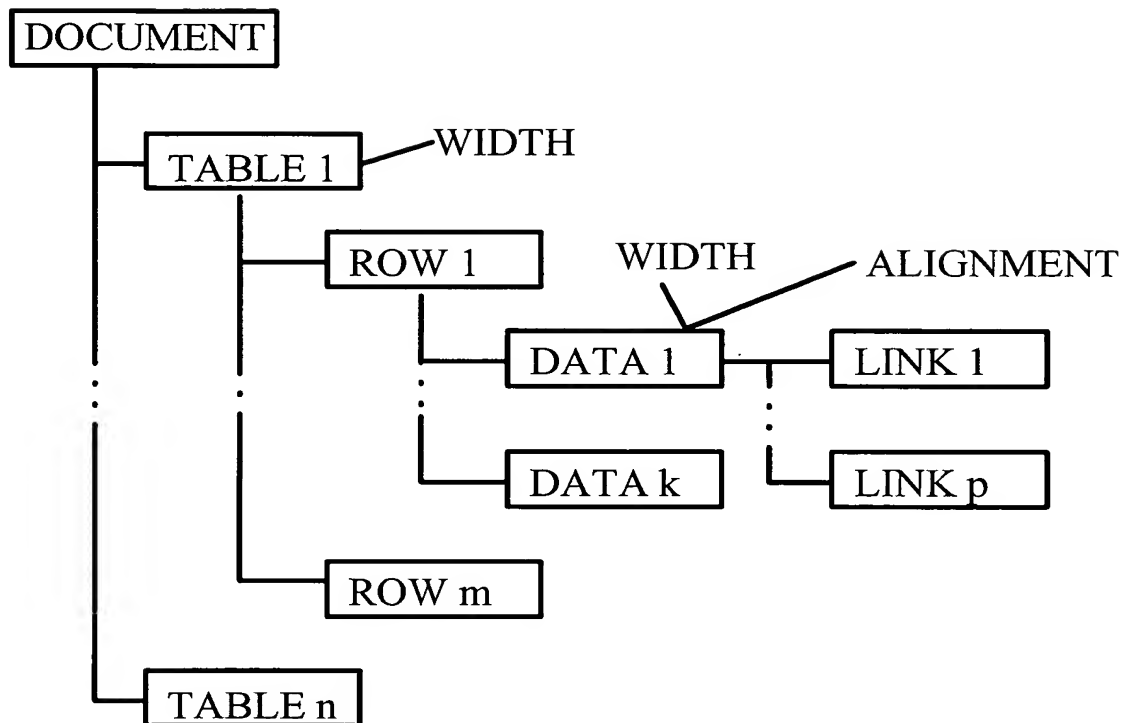 DOCUMENT
TABLE 1
WIDTH
ROW 1
WIDTH
ALIGNMENT
DATA 1
LINK 1
DATA k
LINK p
ROW m
TABLE n